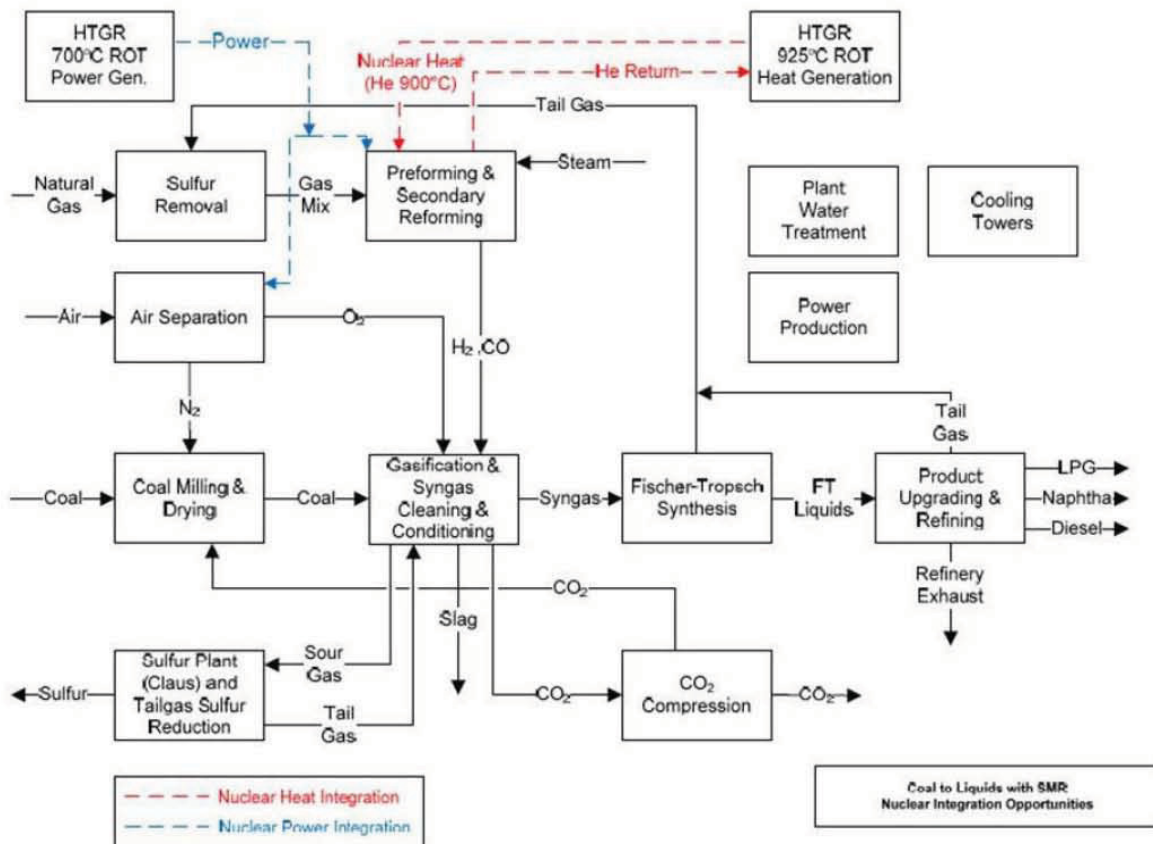 HTGR
700°C ROT
Power Gen.
Power
Nuclear Heat
(He 900°C)
He Return
HTGR
925°C ROT
Heat Generation
Tail Gas
Natural
Gas
Sulfur
Removal
Gas
Mix
Preforming &
Secondary
Reforming
Steam
Plant
Water
Treatment
Cooling
Towers
Air
Air Separation
O₂
H₂ ,CO
Power
Production
N₂
Tail
Gas
Coal
Coal Milling &
Drying
Coal
Gasification &
Syngas
Cleaning &
Conditioning
Syngas
Fischer-Tropsch
Synthesis
FT
Liquids
Product
Upgrading &
Refining
LPG
Naphtha
Diesel
CO₂
Slag
Refinery
Exhaust
Sulfur
Sulfur Plant
(Claus) and
Tailgas Sulfur
Reduction
Sour
Gas
Tail
Gas
CO₂
CO₂
Compression
CO₂
Nuclear Heat Integration
Nuclear Power Integration
Coal to Liquids with SMR
Nuclear Integration Opportunities